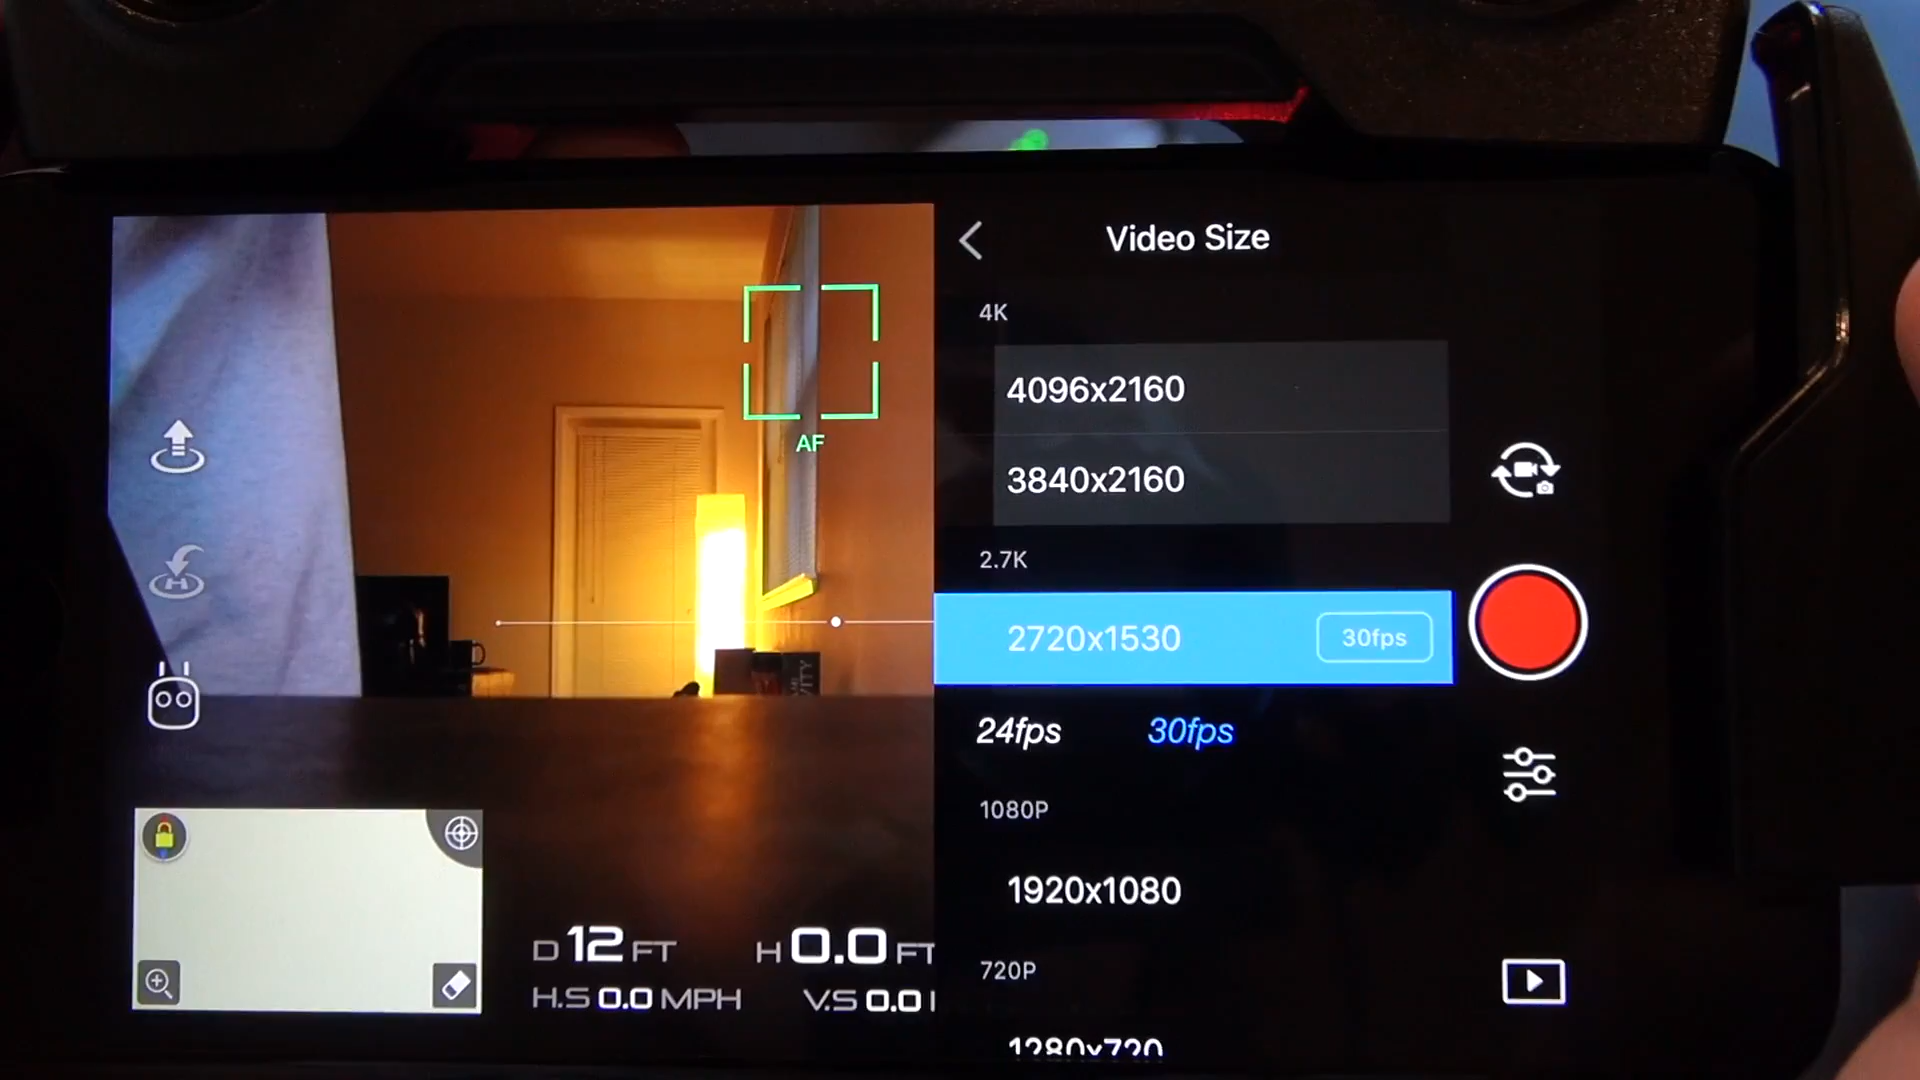 Video Size
4K
4096x2160
3840x2160
AF
2.7K
2720x1530 30fps
24fps 30fps
1080P
1920x1080
720P
1280x720
D 12 FT H 0.0 FT
H.S 0.0 MPH V.S 0.0
H